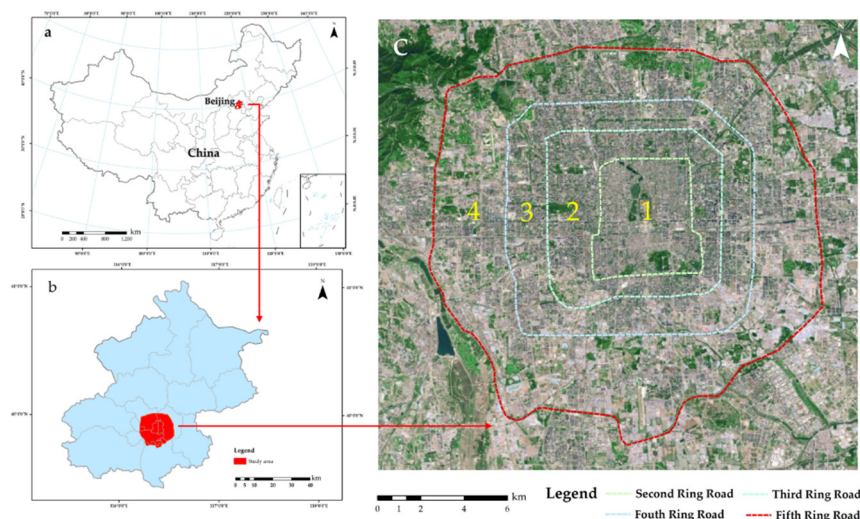 a
N
Beijing
China
0 200 400 800 1,200
km
b
N
Legend
Study area
km
0 5 10 20 30 40
C
N
4 3 2 1
km
0 1 2 4 6
Legend
Second Ring Road
Third Ring Road
Fouth Ring Road
Fifth Ring Road